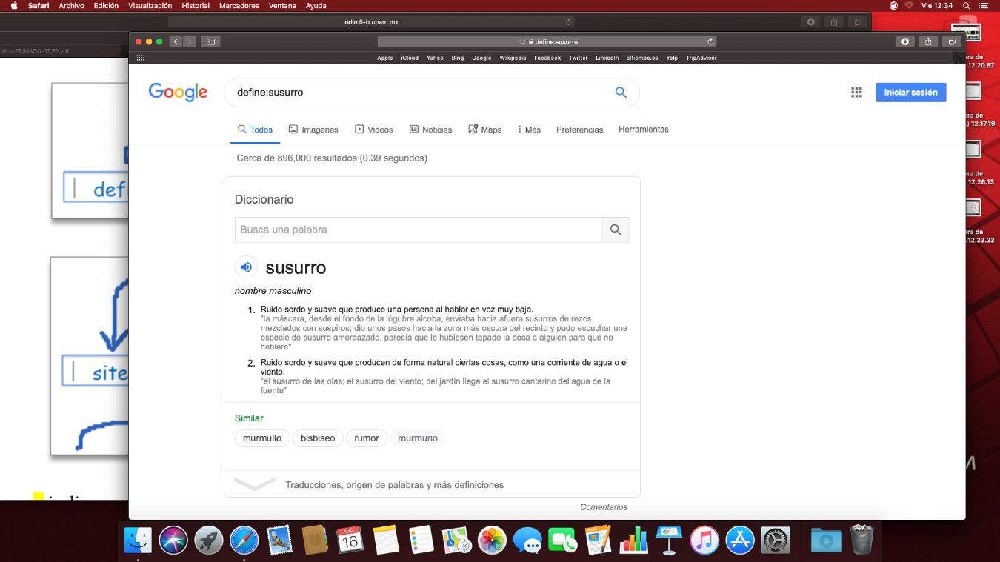 Safari Archivo Edición Visualización Historial Marcadores Ventana Ayuda
Vie 12:34
odin.fi-b.unam.mx
define:susurro
cticasFP/MADO-17_FP.pdf
Apple iCloud Yahoo Bing Google Wikipedia Facebook Twitter LinkedIn eltiempo.es Yelp TripAdvisor
Google
define:susurro
Iniciar sesión
Todos Imágenes Videos Noticias Maps Más Preferencias Herramientas
Cerca de 896,000 resultados (0.39 segundos)
Diccionario
Busca una palabra
susurro
nombre masculino
1. Ruido sordo y suave que produce una persona al hablar en voz muy baja.
"la máscara, desde el fondo de la lúgubre alcoba, enviaba hacia afuera susurros de rezos
mezclados con suspiros; dio unos pasos hacia la zona más oscura del recinto y pudo escuchar una
especie de susurro amordazado, parecía que le hubiesen tapado la boca a alguien para que no
hablara"
2. Ruido sordo y suave que producen de forma natural ciertas cosas, como una corriente de agua o el
viento.
"el susurro de las olas; el susurro del viento; del jardín llega el susurro cantarino del agua de la
fuente"
Similar
murmullo bisbiseo rumor murmurio
Traducciones, origen de palabras y más definiciones
Comentarios
def
site
ra de
.12.20.57
ra de
) 12.17.19
ra de
.12.26.13
ra de
.12.33.23
AGO
16